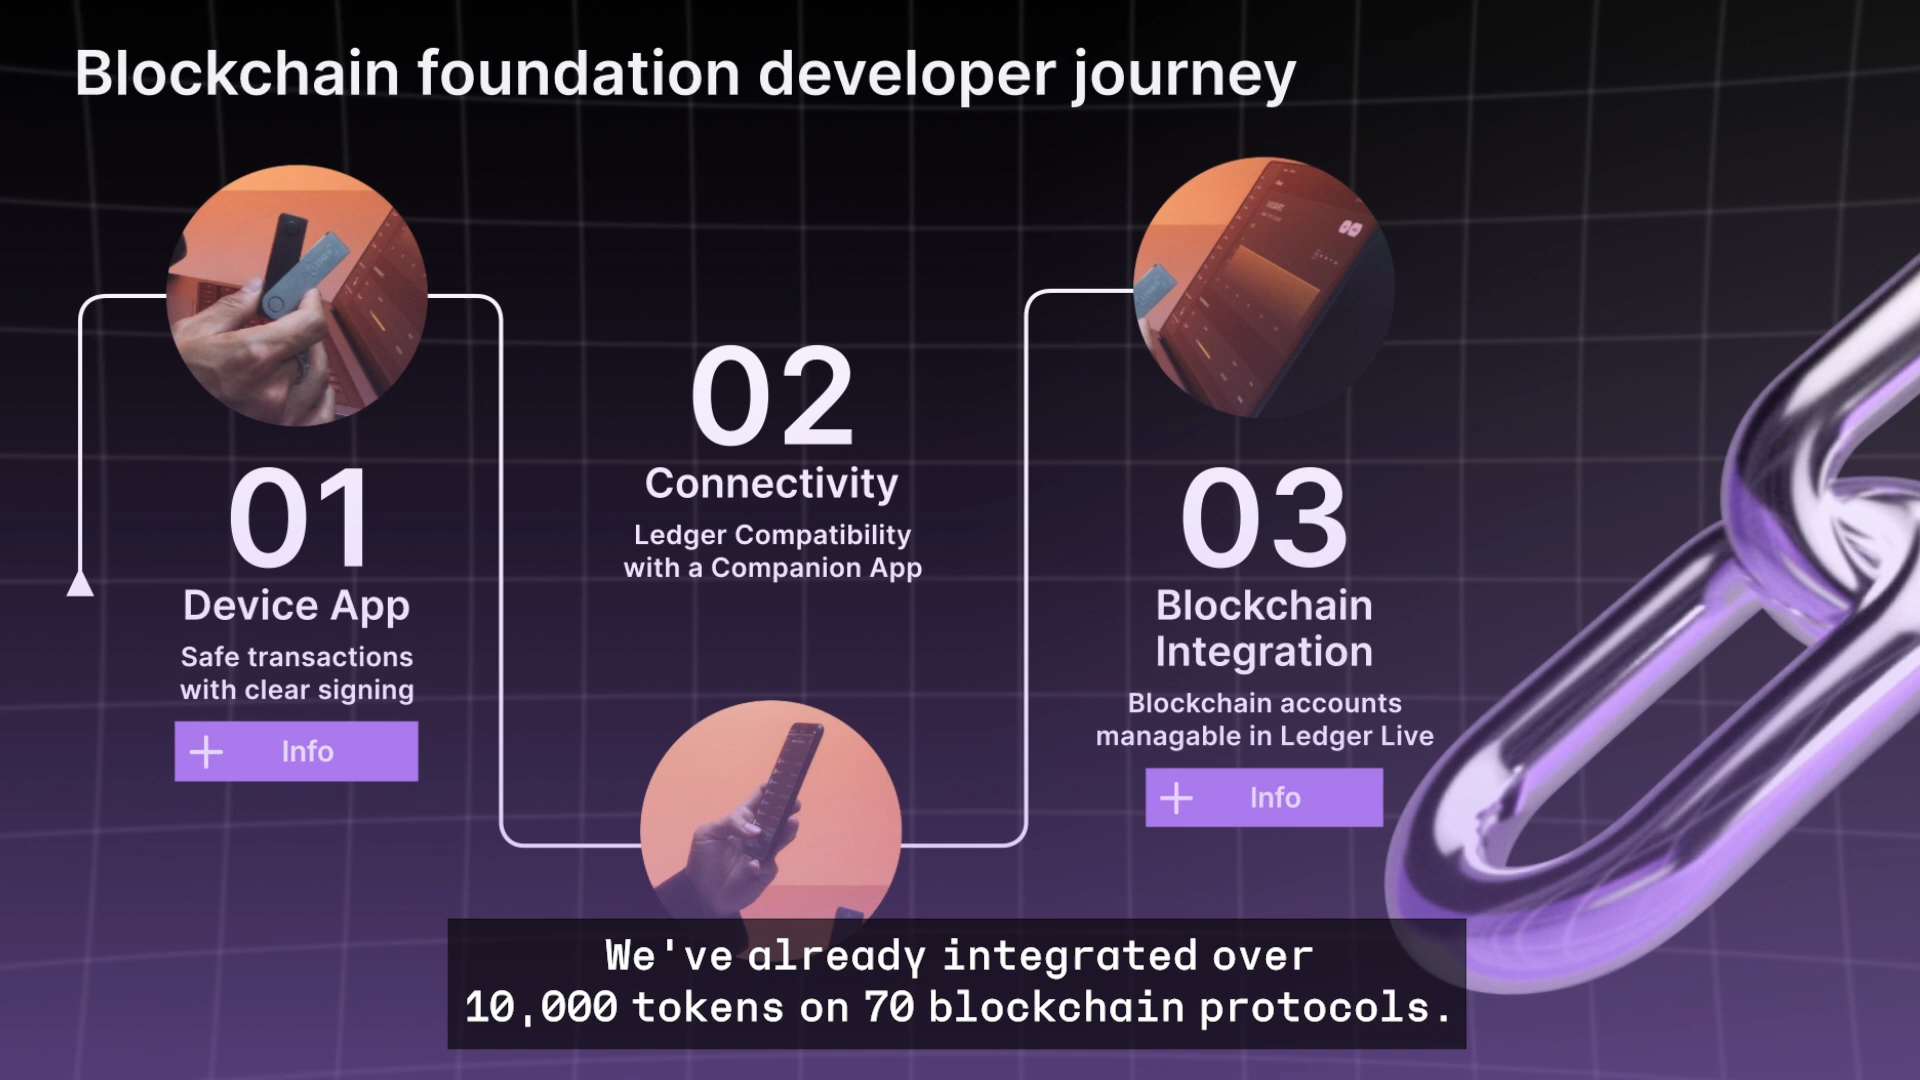 Blockchain foundation developer journey
01
Device App
Safe transactions
with clear signing
+ Info
02
Connectivity
Ledger Compatibility
with a Companion App
03
Blockchain
Integration
Blockchain accounts
managable in Ledger Live
+ Info
We've already integrated over
10,000 tokens on 70 blockchain protocols.